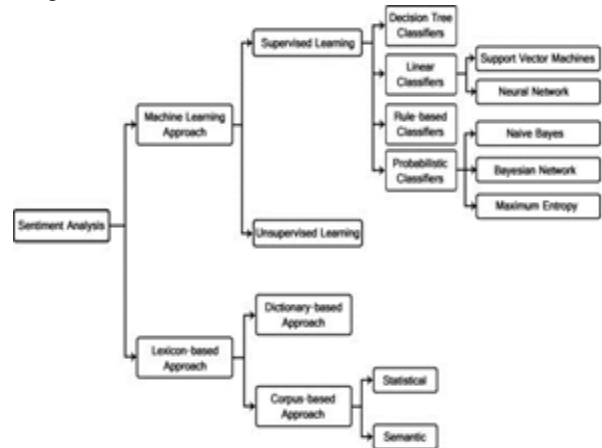 Decision Tree
Classifiers
Supervised Learning
Linear
Classifiers
Support Vector Machines
Neural Network
Machine Learning
Approach
Rule-based
Classifiers
Naive Bayes
Probabilistic
Classifiers
Bayesian Network
Maximum Entropy
Sentiment Analysis
Unsupervised Learning
Dictionary-based
Approach
Lexicon-based
Approach
Corpus-based
Approach
Statistical
Semantic